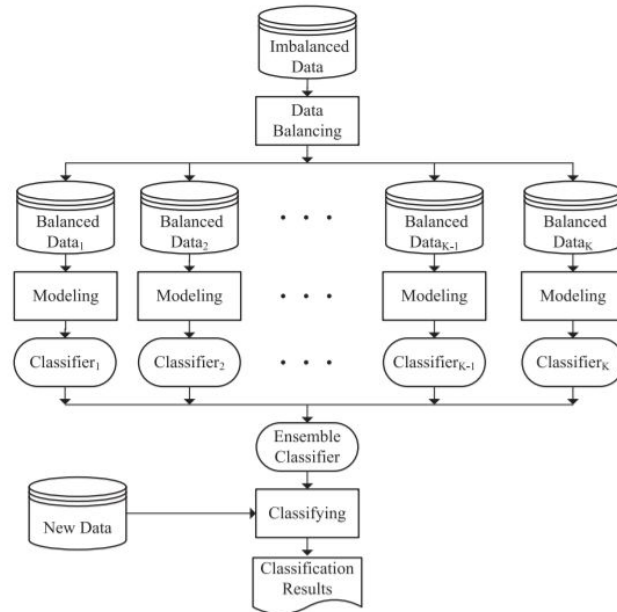 Imbalanced
Data
Data
Balancing
Balanced
Data₁
Balanced
Data₂
. . .
Balanced
Dataₖ₋₁
Balanced
Dataₖ
Modeling
Modeling
. . .
Modeling
Modeling
Classifier₁
Classifier₂
. . .
Classifierₖ₋₁
Classifierₖ
Ensemble
Classifier
New Data
Classifying
Classification
Results